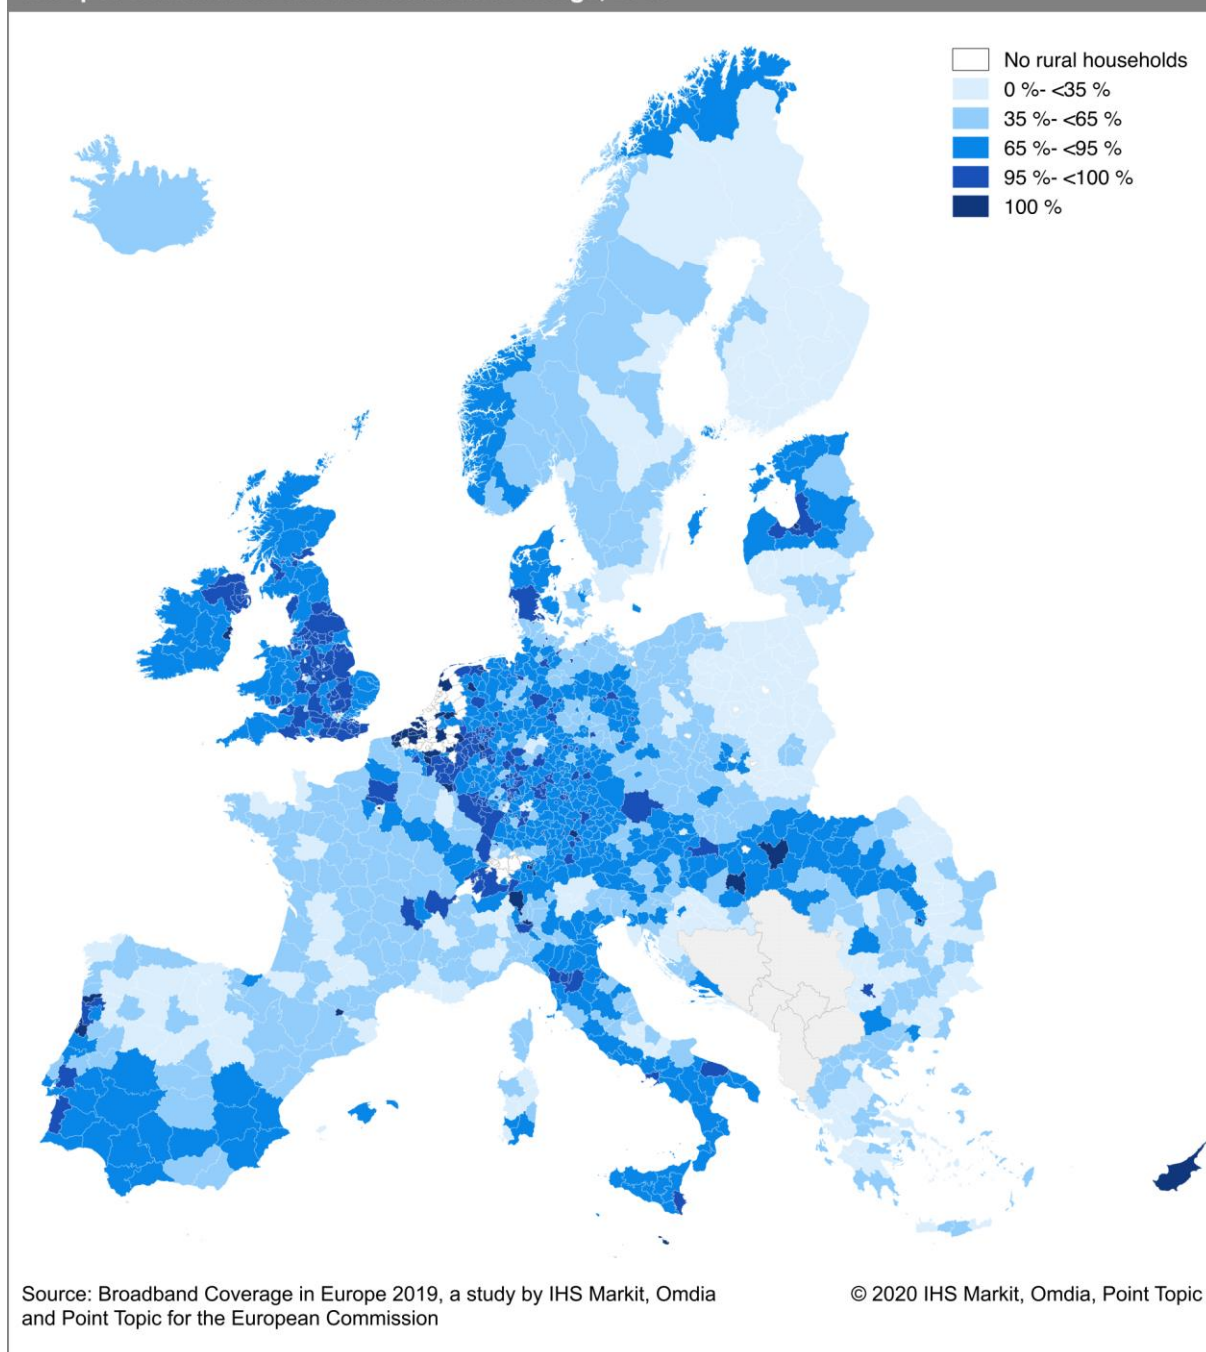 No rural households
0 %- <35 %
35 %- <65 %
65 %- <95 %
95 %- <100 %
100 %
Source: Broadband Coverage in Europe 2019, a study by IHS Markit, Omdia
and Point Topic for the European Commission
© 2020 IHS Markit, Omdia, Point Topic